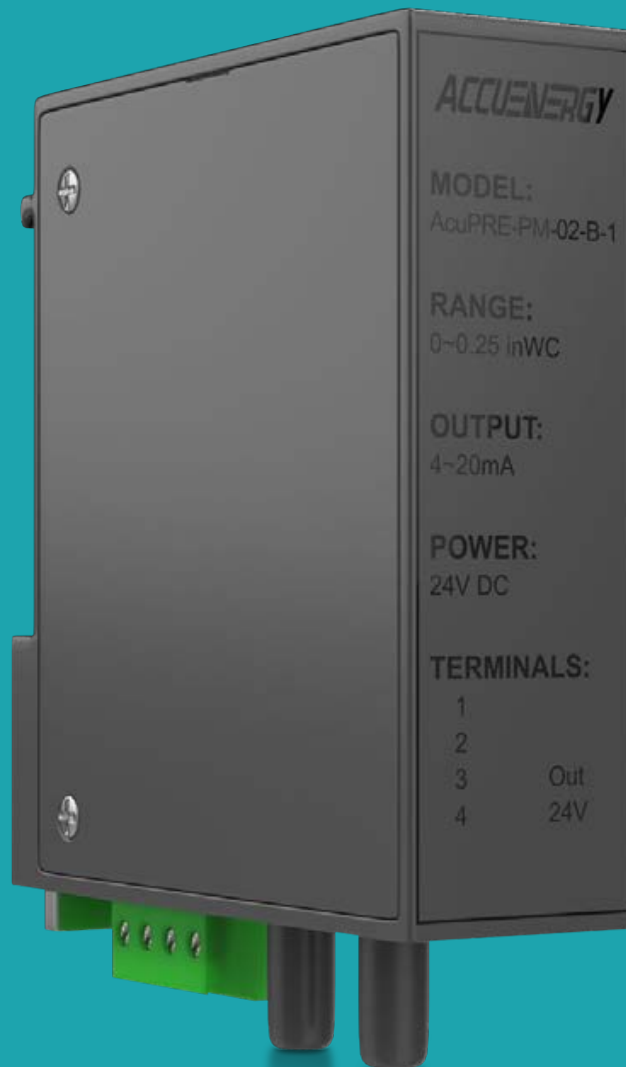 ACCUENERGY
MODEL:
AcuPRE-PM-02-B-1
RANGE:
0~0.25 inWC
OUTPUT:
4~20mA
POWER:
24V DC
TERMINALS:
1
2
3 Out
4 24V